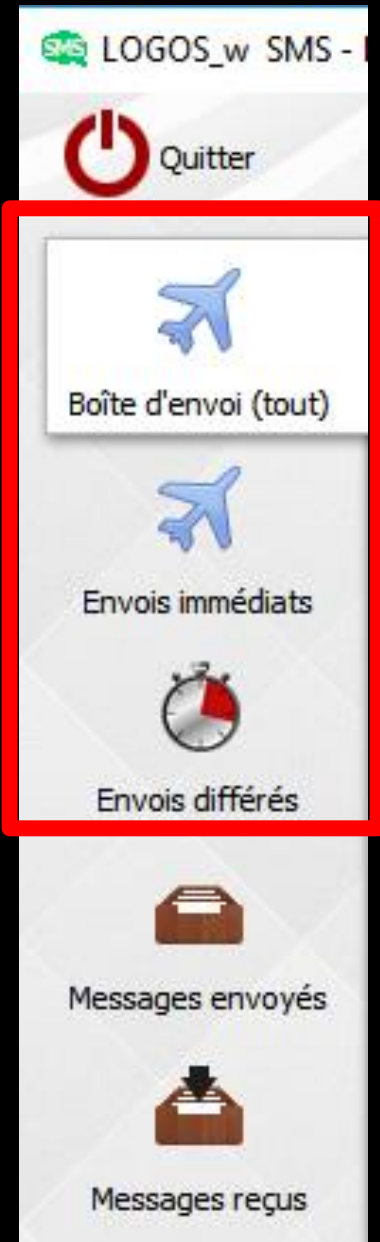 SMS LOGOS_w SMS -
Quitter
Boîte d'envoi (tout)
Envois immédiats
Envois différés
Messages envoyés
Messages reçus